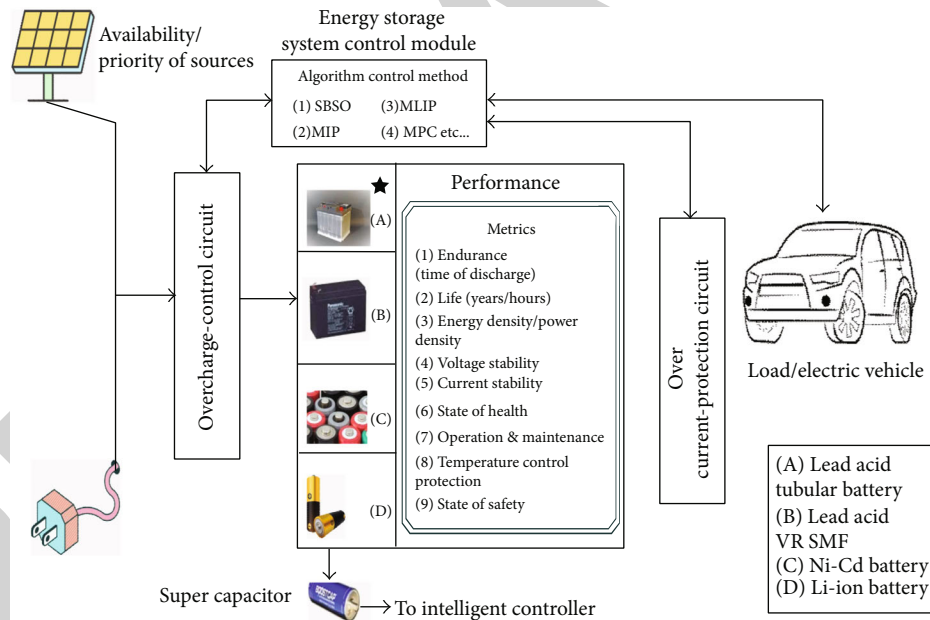 Availability/
priority of sources
Energy storage
system control module
Algorithm control method
(1) SBSO (3)MLIP
(2)MIP (4) MPC etc...
Overcharge-control circuit
(A)
(B)
(C)
(D)
Performance
Metrics
(1) Endurance
(time of discharge)
(2) Life (years/hours)
(3) Energy density/power
density
(4) Voltage stability
(5) Current stability
(6) State of health
(7) Operation & maintenance
(8) Temperature control
protection
(9) State of safety
Over
current-protection circuit
Load/electric vehicle
(A) Lead acid
tubular battery
(B) Lead acid
VR SMF
(C) Ni-Cd battery
(D) Li-ion battery
Super capacitor
BOOSTCAP
To intelligent controller